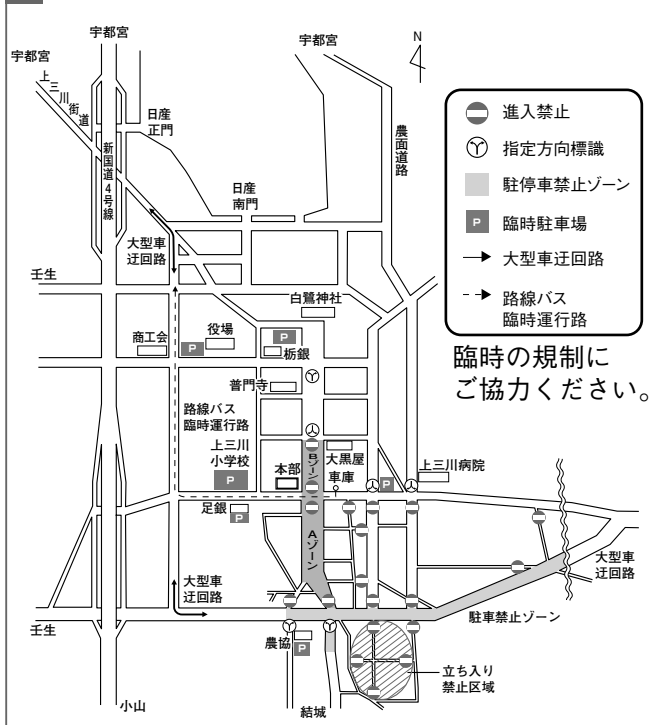 宇都宮
宇都宮
宇都宮
N
上三川街道
日産
正門
新国道4号線
農面道路
日産
南門
大型車
迂回路
壬生
白鷺神社
商工会
役場
P
P
栃銀
普門寺
路線バス
臨時運行路
上三川
小学校
P
本部
Bゾーン
大黒屋
車庫
P
上三川病院
足銀
P
Aゾーン
大型車
迂回路
大型車
迂回路
壬生
駐車禁止ゾーン
農協
P
立ち入り
禁止区域
小山
結城
進入禁止
指定方向標識
駐停車禁止ゾーン
P
臨時駐車場
大型車迂回路
路線バス
臨時運行路
臨時の規制に
ご協力ください。